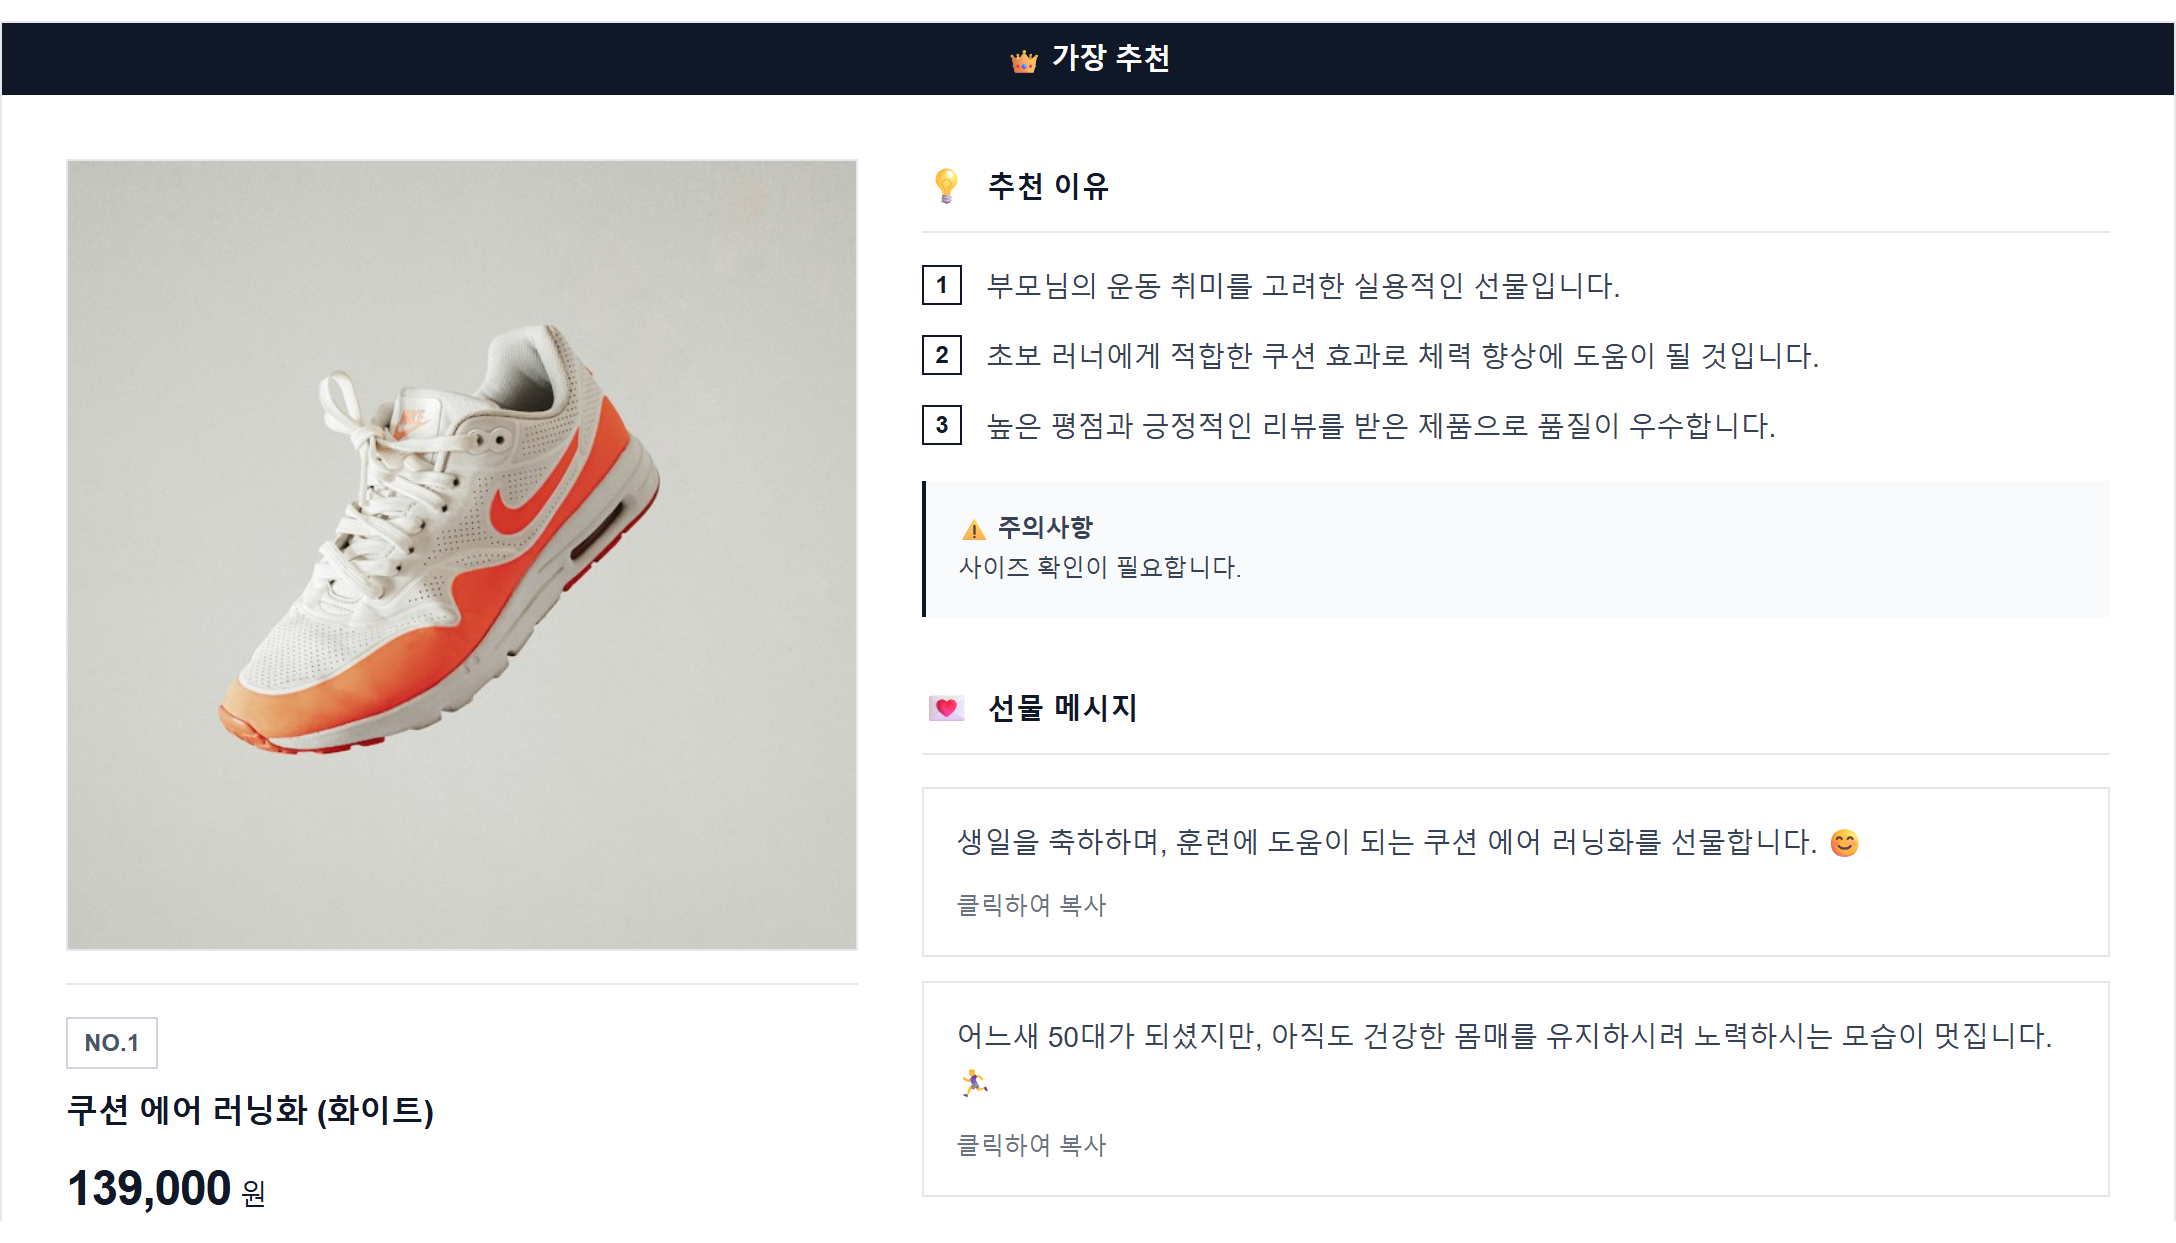 가장 추천
NIKE
NO.1
쿠션 에어 러닝화 (화이트)
139,000 원
추천 이유
1 부모님의 운동 취미를 고려한 실용적인 선물입니다.
2 초보 러너에게 적합한 쿠션 효과로 체력 향상에 도움이 될 것입니다.
3 높은 평점과 긍정적인 리뷰를 받은 제품으로 품질이 우수합니다.
주의사항
사이즈 확인이 필요합니다.
선물 메시지
생일을 축하하며, 훈련에 도움이 되는 쿠션 에어 러닝화를 선물합니다. 😊
클릭하여 복사
어느새 50대가 되셨지만, 아직도 건강한 몸매를 유지하시려 노력하시는 모습이 멋집니다.
🏃‍♀️
클릭하여 복사